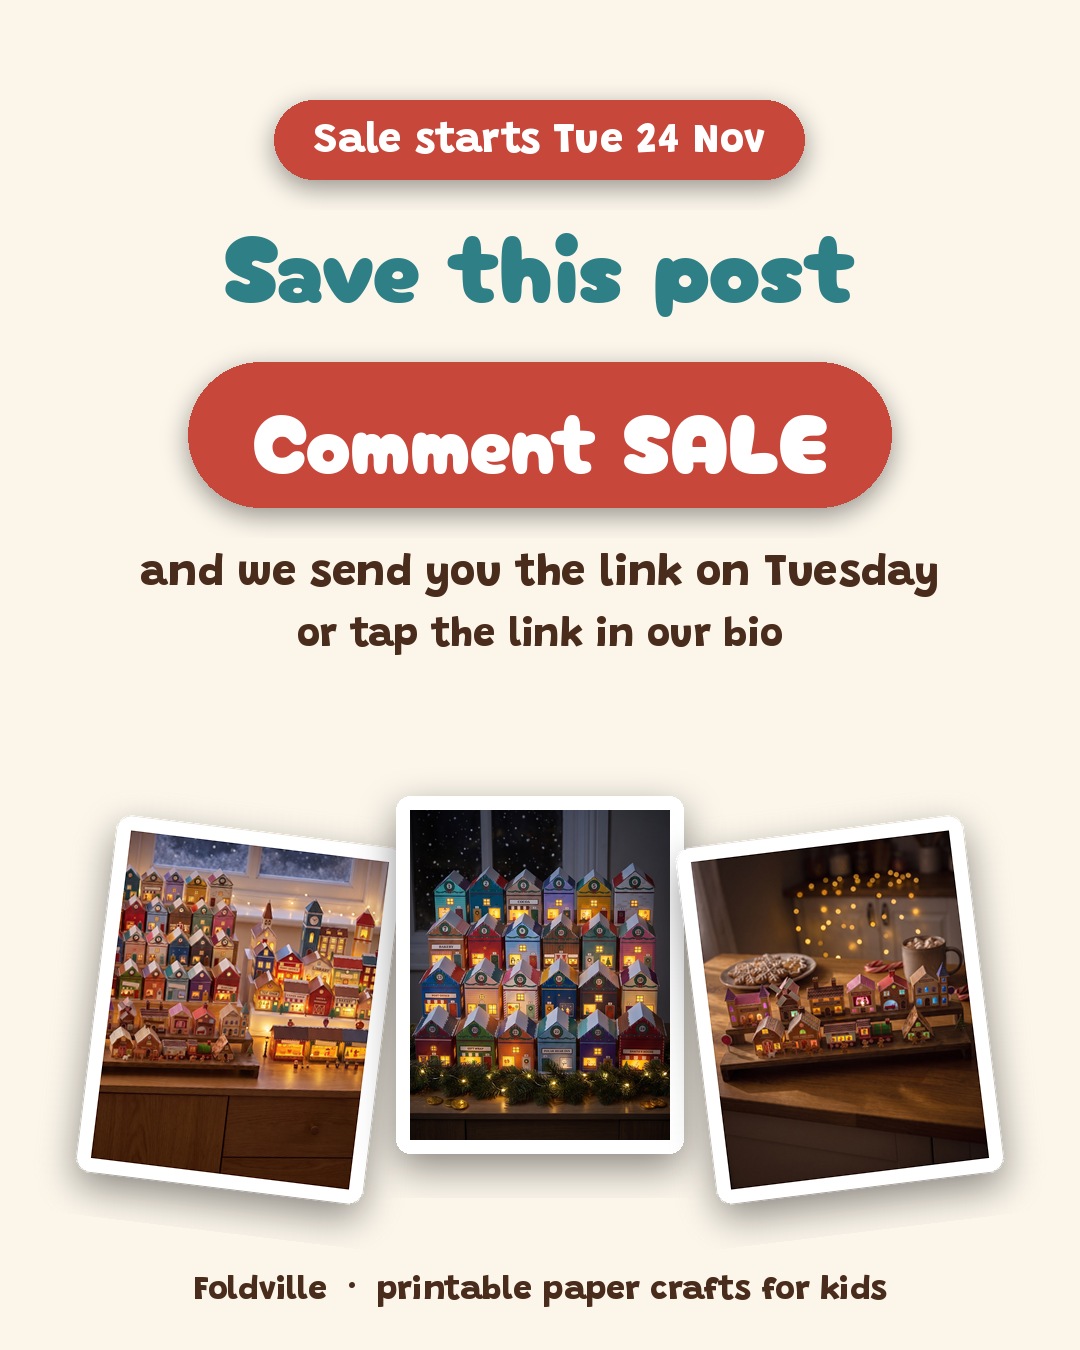 Sale starts Tue 24 Nov
Save this post
Comment SALE
and we send you the link on Tuesday
or tap the link in our bio
Foldville · printable paper crafts for kids